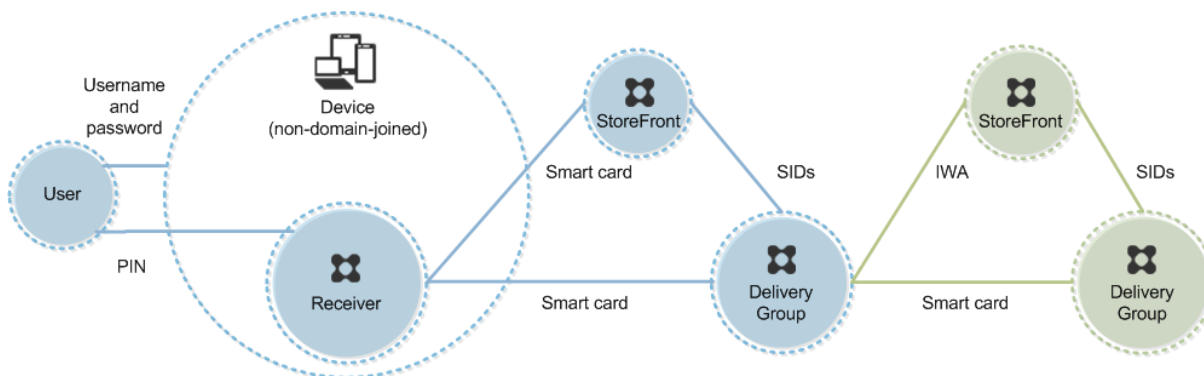 Username
and
password
Device
(non-domain-joined)
User
PIN
Receiver
StoreFront
Smart card
SIDs
Smart card
Delivery
Group
StoreFront
IWA
SIDs
Smart card
Delivery
Group